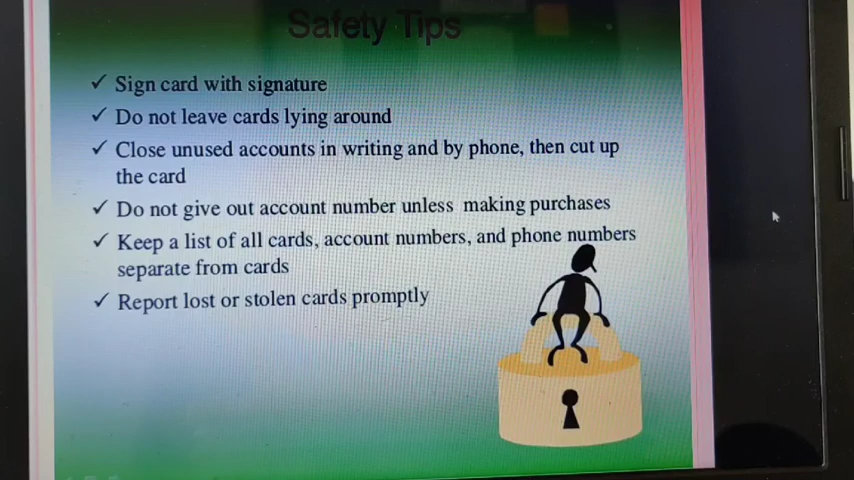 Safety Tips
✓ Sign card with signature
✓ Do not leave cards lying around
✓ Close unused accounts in writing and by phone, then cut up
the card
✓ Do not give out account number unless making purchases
✓ Keep a list of all cards, account numbers, and phone numbers
separate from cards
✓ Report lost or stolen cards promptly